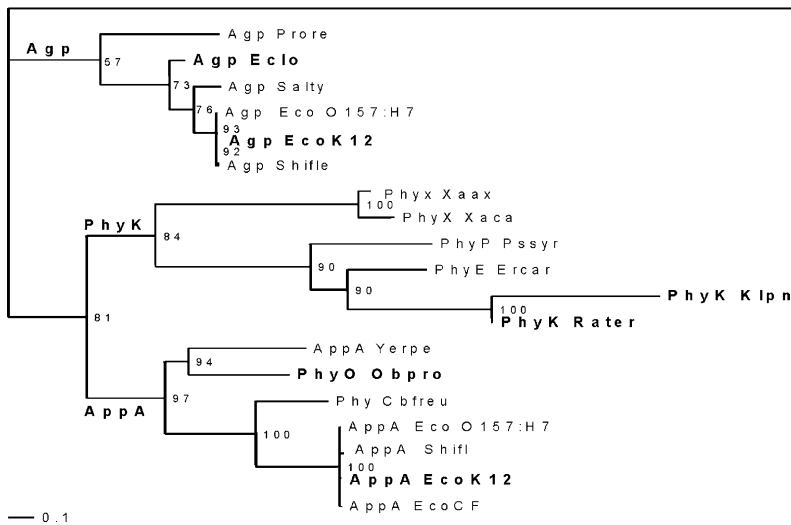 Agp Prore
Agp
57
Agp Eclo
73
Agp Salty
76
Agp Eco O157:H7
93
Agp EcoK12
92
Agp Shifle
Phyx Xaax
100
PhyX Xaca
PhyK
84
PhyP Pssyr
90
PhyE Ercar
90
PhyK Klpn
100
PhyK Rater
81
AppA Yerpe
94
PhyO Obpro
97
AppA
Phy Cbfreu
AppA Eco O157:H7
100
AppA Shifl
100
AppA EcoK12
AppA EcoCF
0.1